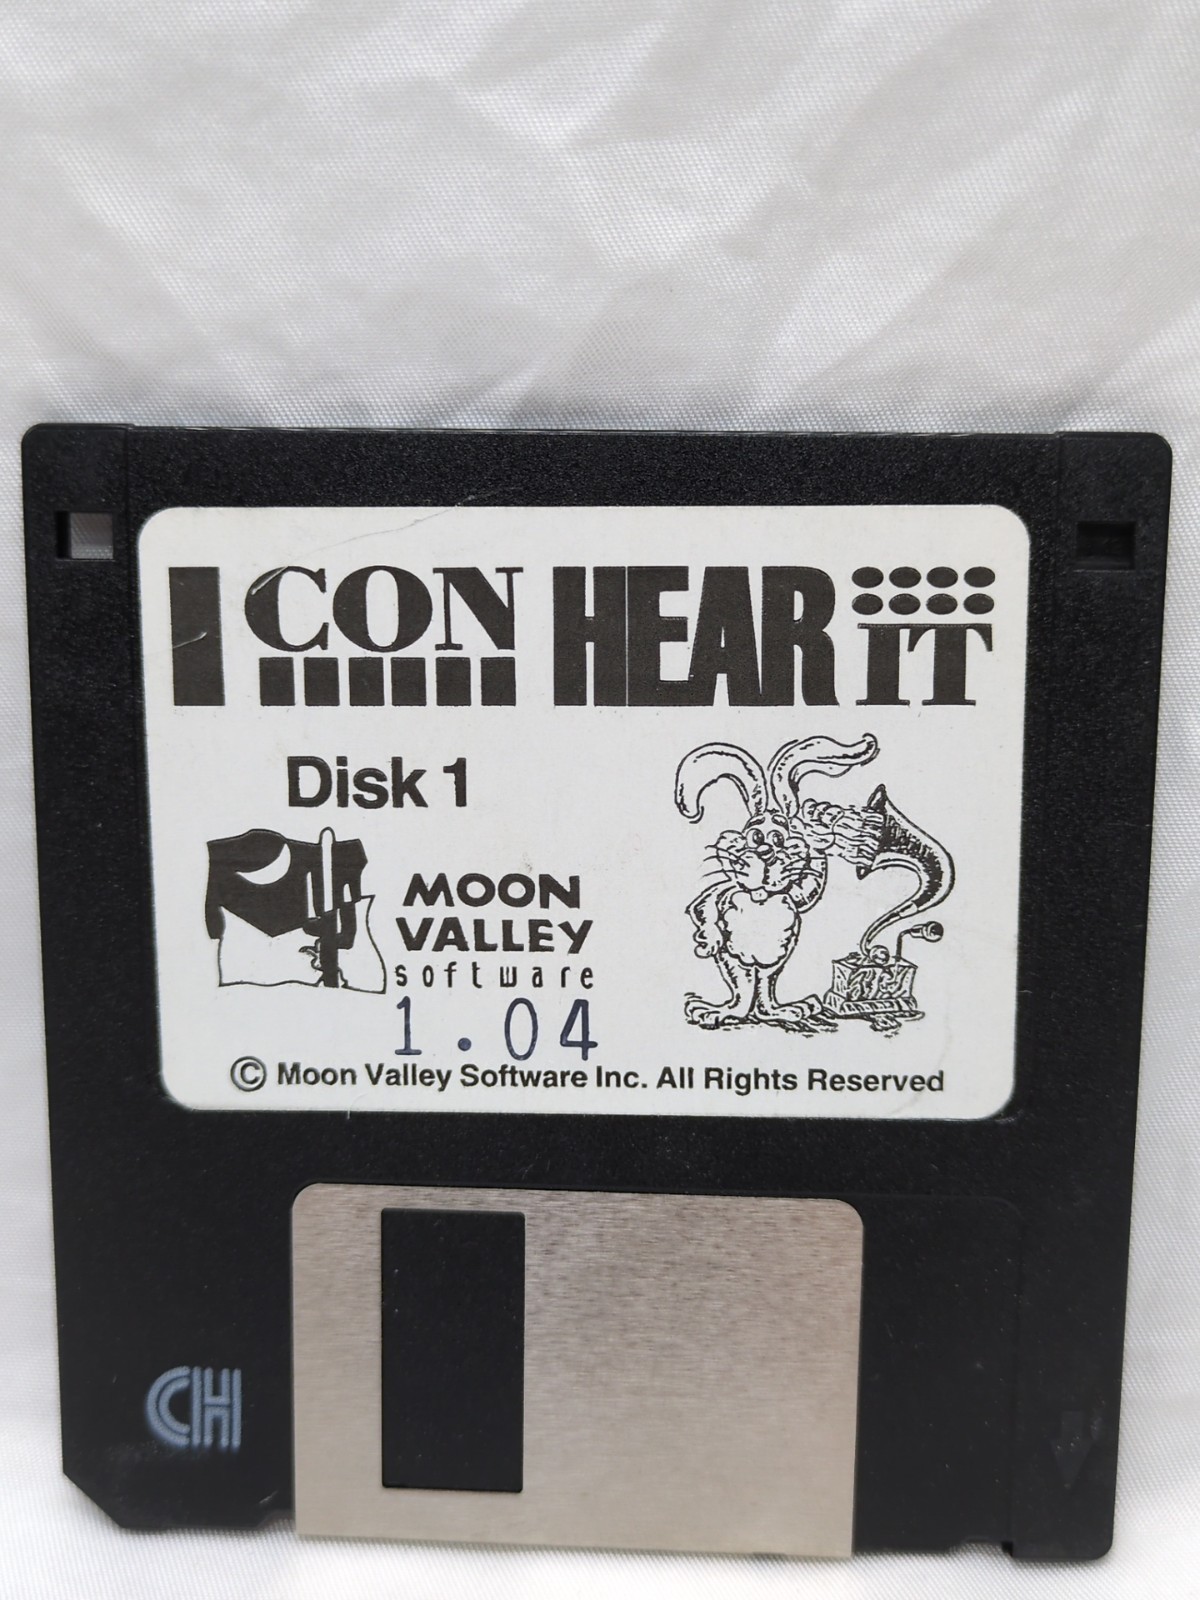 I CON HEAR IT
Disk 1
MOON
VALLEY
software
1.04
© Moon Valley Software Inc. All Rights Reserved
CH